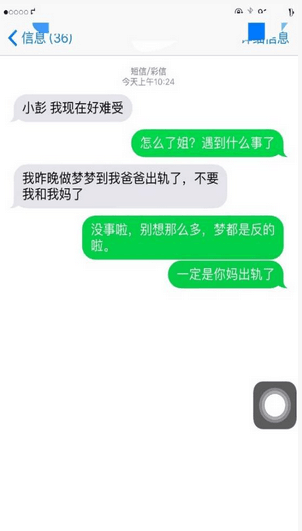 信息 (36)
详细信息
短信/彩信
今天上午10:24
小彭 我现在好难受
怎么了姐？遇到什么事了
我昨晚做梦梦到我爸爸出轨了，不要
我和我妈了
没事啦，别想那么多，梦都是反的
啦。
一定是你妈出轨了